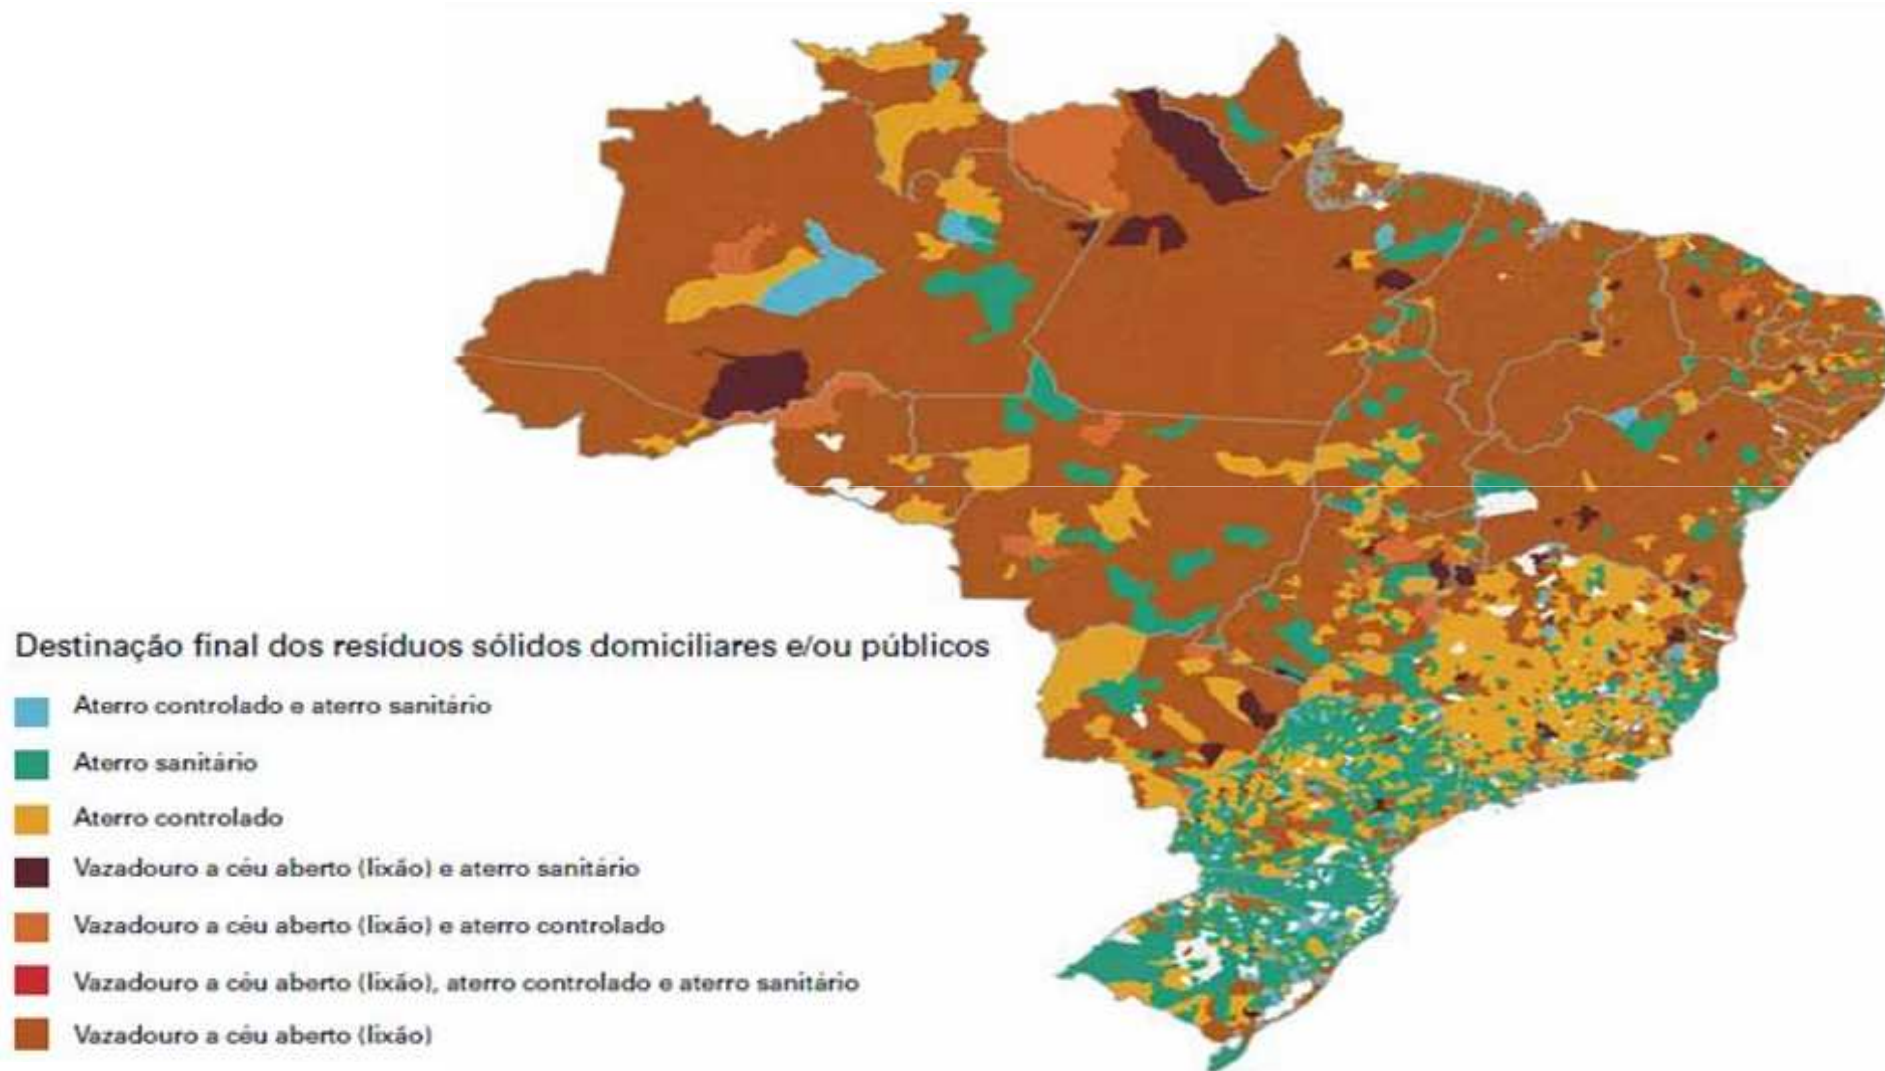 Destinação final dos resíduos sólidos domiciliares e/ou públicos
Aterro controlado e aterro sanitário
Aterro sanitário
Aterro controlado
Vazadouro a céu aberto (lixão) e aterro sanitário
Vazadouro a céu aberto (lixão) e aterro controlado
Vazadouro a céu aberto (lixão), aterro controlado e aterro sanitário
Vazadouro a céu aberto (lixão)